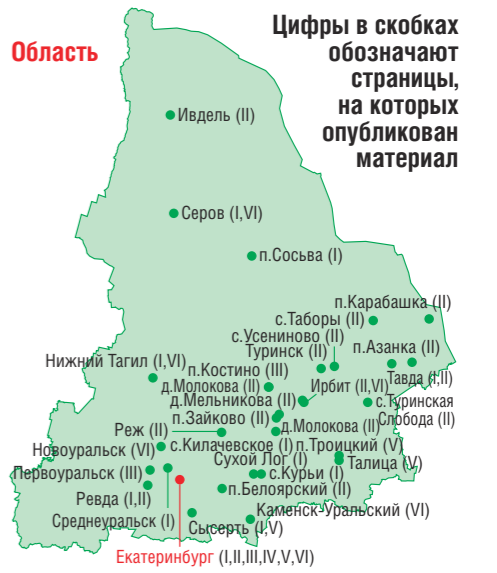 Область
Цифры в скобках
обозначают
страницы,
на которых
опубликован
материал
Ивдель (II)
Серов (I,VI)
п.Сосьва (I)
п.Карабашка (II)
с.Таборы (II)
с.Усениново (II)
Туринск (II)
п.Азанка (II)
Нижний Тагил (I,VI)
п.Костино (III)
Тавда (I,II)
д.Молокова (II)
Ирбит (II,VI)
с.Туринская
Слобода (II)
д.Мельникова (II)
п.Зайково (II)
д.Молокова (II)
Реж (II)
с.Килачевское (I)
п.Троицкий (V)
Новоуральск (VI)
Сухой Лог (I)
Талица (V)
Первоуральск (III)
с.Курьи (I)
Ревда (I,II)
п.Белоярский (II)
Среднеуральск (I)
Каменск-Уральский (VI)
Сысерть (I,V)
Екатеринбург (I,II,III,IV,V,VI)